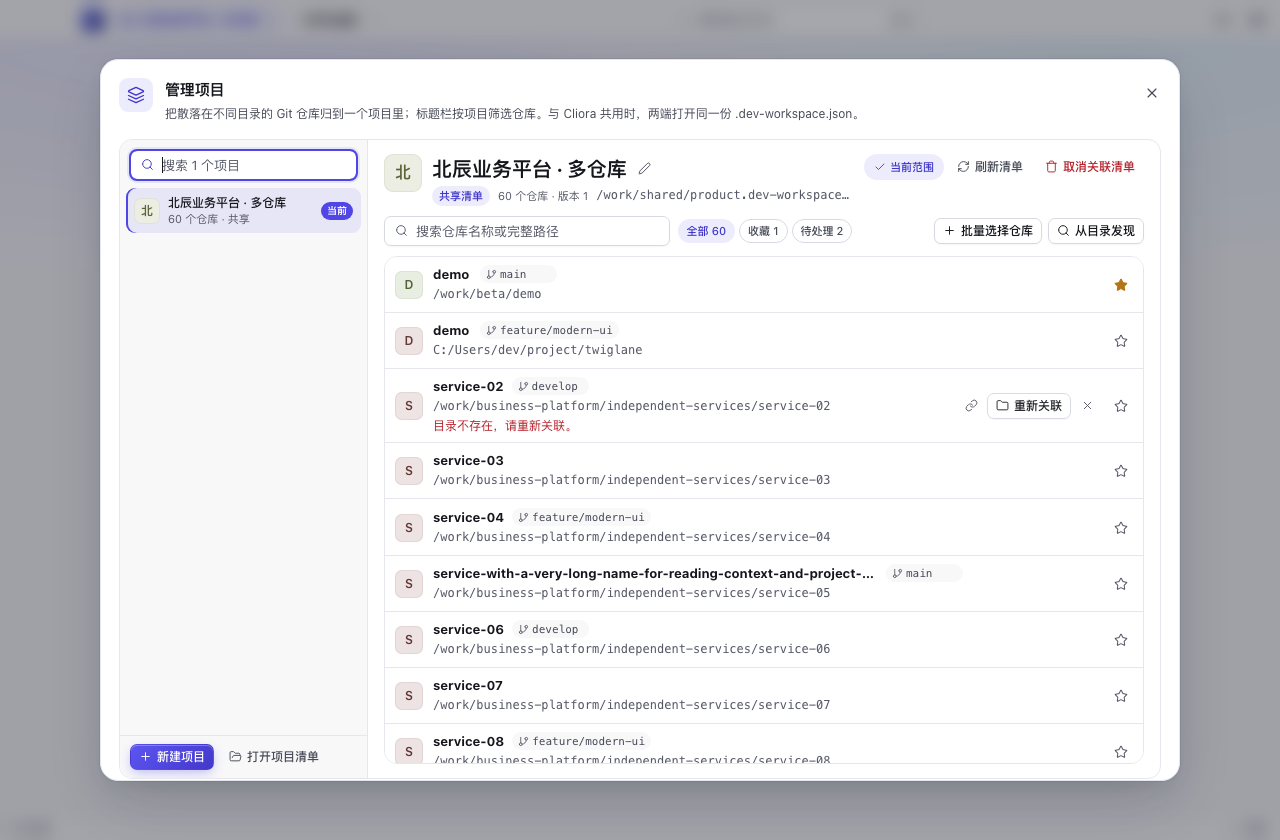 管理项目
把散落在不同目录的 Git 仓库归到一个项目里；标题栏按项目筛选仓库。与 Cliora 共用时，两端打开同一份 .dev-workspace.json。
搜索 1 个项目
北
北辰业务平台 · 多仓库
60 个仓库 · 共享
当前
新建项目
打开项目清单
北
北辰业务平台 · 多仓库
当前范围
刷新清单
取消关联清单
共享清单
60 个仓库 · 版本 1
/work/shared/product.dev-workspace…
搜索仓库名称或完整路径
全部 60
收藏 1
待处理 2
批量选择仓库
从目录发现
D
demo
main
/work/beta/demo
D
demo
feature/modern-ui
C:/Users/dev/project/twiglane
S
service-02
develop
/work/business-platform/independent-services/service-02
目录不存在，请重新关联。
重新关联
S
service-03
/work/business-platform/independent-services/service-03
S
service-04
feature/modern-ui
/work/business-platform/independent-services/service-04
S
service-with-a-very-long-name-for-reading-context-and-project-...
main
/work/business-platform/independent-services/service-05
S
service-06
develop
/work/business-platform/independent-services/service-06
S
service-07
/work/business-platform/independent-services/service-07
S
service-08
feature/modern-ui
/work/business-platform/independent-services/service-08